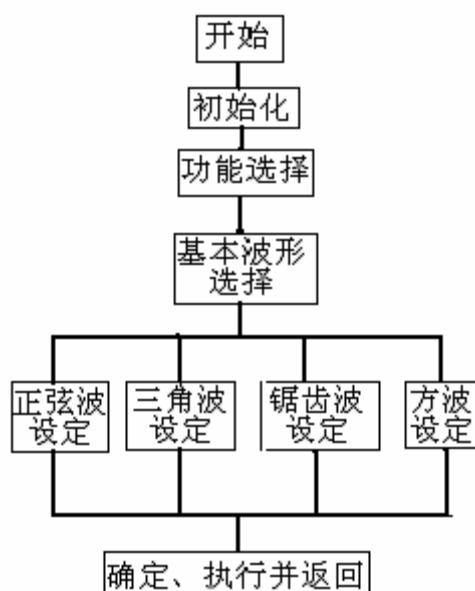 开始
初始化
功能选择
基本波形
选择
正弦波
设定
三角波
设定
锯齿波
设定
方波
设定
确定、执行并返回